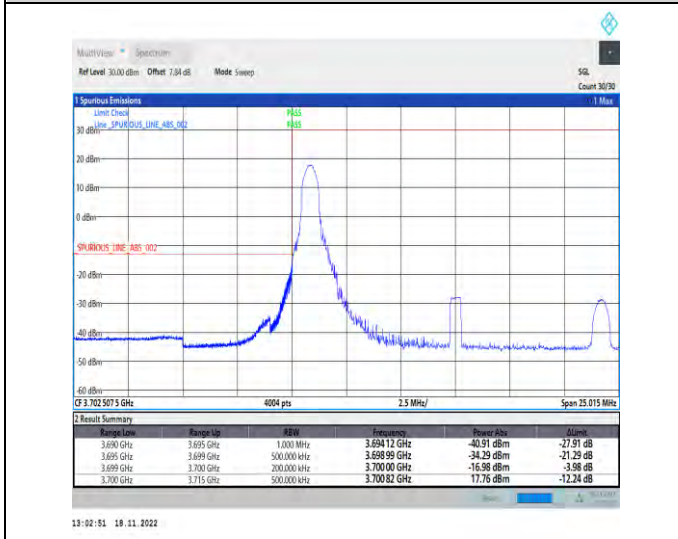 MultiView Spectrum
Ref Level 30.00 dBm Offset 7.84 dB Mode Sweep SGL
Count 30/30
1 Spurious Emissions 1 Max
Limit Check PASS
Line _SPURIOUS_LINE_ABS_002 PASS
30 dBm
20 dBm
10 dBm
0 dBm
SPURIOUS_LINE_ABS_002
-20 dBm
-30 dBm
-40 dBm
-50 dBm
-60 dBm
CF 3.702 507 5 GHz 4004 pts 2.5 MHz/ Span 25.015 MHz
2 Result Summary
Range Low Range Up RBW Frequency Power Abs ΔLimit
3.690 GHz 3.695 GHz 1.000 MHz 3.694 12 GHz -40.91 dBm -27.91 dB
3.695 GHz 3.699 GHz 500.000 kHz 3.698 99 GHz -34.29 dBm -21.29 dB
3.699 GHz 3.700 GHz 200.000 kHz 3.700 00 GHz -16.98 dBm -3.98 dB
3.700 GHz 3.715 GHz 500.000 kHz 3.700 82 GHz 17.76 dBm -12.24 dB
13:02:51 18.11.2022